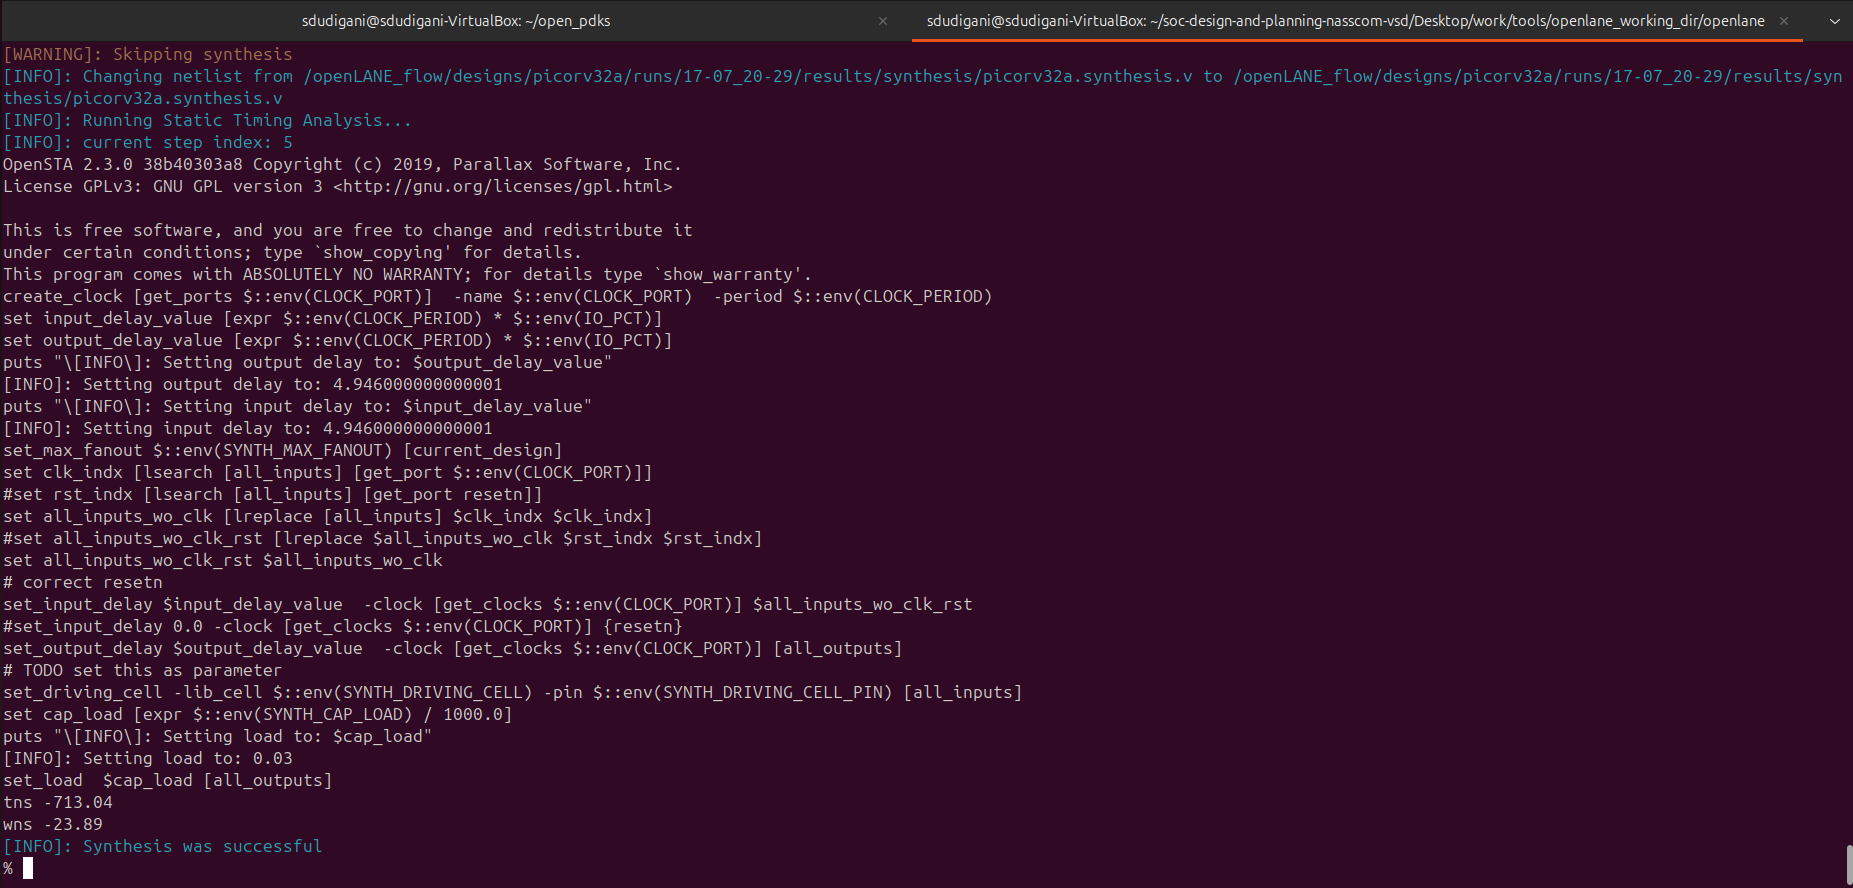 sdudigani@sdudigani-VirtualBox: ~/open_pdks
sdudigani@sdudigani-VirtualBox: ~/soc-design-and-planning-nasscom-vsd/Desktop/work/tools/openlane_working_dir/openlane
[WARNING]: Skipping synthesis
[INFO]: Changing netlist from /openLANE_flow/designs/picorv32a/runs/17-07_20-29/results/synthesis/picorv32a.synthesis.v to /openLANE_flow/designs/picorv32a/runs/17-07_20-29/results/syn
thesis/picorv32a.synthesis.v
[INFO]: Running Static Timing Analysis...
[INFO]: current step index: 5
OpenSTA 2.3.0 38b40303a8 Copyright (c) 2019, Parallax Software, Inc.
License GPLv3: GNU GPL version 3 <http://gnu.org/licenses/gpl.html>

This is free software, and you are free to change and redistribute it
under certain conditions; type `show_copying' for details.
This program comes with ABSOLUTELY NO WARRANTY; for details type `show_warranty'.
create_clock [get_ports $::env(CLOCK_PORT)]  -name $::env(CLOCK_PORT)  -period $::env(CLOCK_PERIOD)
set input_delay_value [expr $::env(CLOCK_PERIOD) * $::env(IO_PCT)]
set output_delay_value [expr $::env(CLOCK_PERIOD) * $::env(IO_PCT)]
puts "\[INFO\]: Setting output delay to: $output_delay_value"
[INFO]: Setting output delay to: 4.946000000000001
puts "\[INFO\]: Setting input delay to: $input_delay_value"
[INFO]: Setting input delay to: 4.946000000000001
set_max_fanout $::env(SYNTH_MAX_FANOUT) [current_design]
set clk_indx [lsearch [all_inputs] [get_port $::env(CLOCK_PORT)]]
#set rst_indx [lsearch [all_inputs] [get_port resetn]]
set all_inputs_wo_clk [lreplace [all_inputs] $clk_indx $clk_indx]
#set all_inputs_wo_clk_rst [lreplace $all_inputs_wo_clk $rst_indx $rst_indx]
set all_inputs_wo_clk_rst $all_inputs_wo_clk
# correct resetn
set_input_delay $input_delay_value  -clock [get_clocks $::env(CLOCK_PORT)] $all_inputs_wo_clk_rst
#set_input_delay 0.0 -clock [get_clocks $::env(CLOCK_PORT)] {resetn}
set_output_delay $output_delay_value  -clock [get_clocks $::env(CLOCK_PORT)] [all_outputs]
# TODO set this as parameter
set_driving_cell -lib_cell $::env(SYNTH_DRIVING_CELL) -pin $::env(SYNTH_DRIVING_CELL_PIN) [all_inputs]
set cap_load [expr $::env(SYNTH_CAP_LOAD) / 1000.0]
puts "\[INFO\]: Setting load to: $cap_load"
[INFO]: Setting load to: 0.03
set_load  $cap_load [all_outputs]
tns -713.04
wns -23.89
[INFO]: Synthesis was successful
%